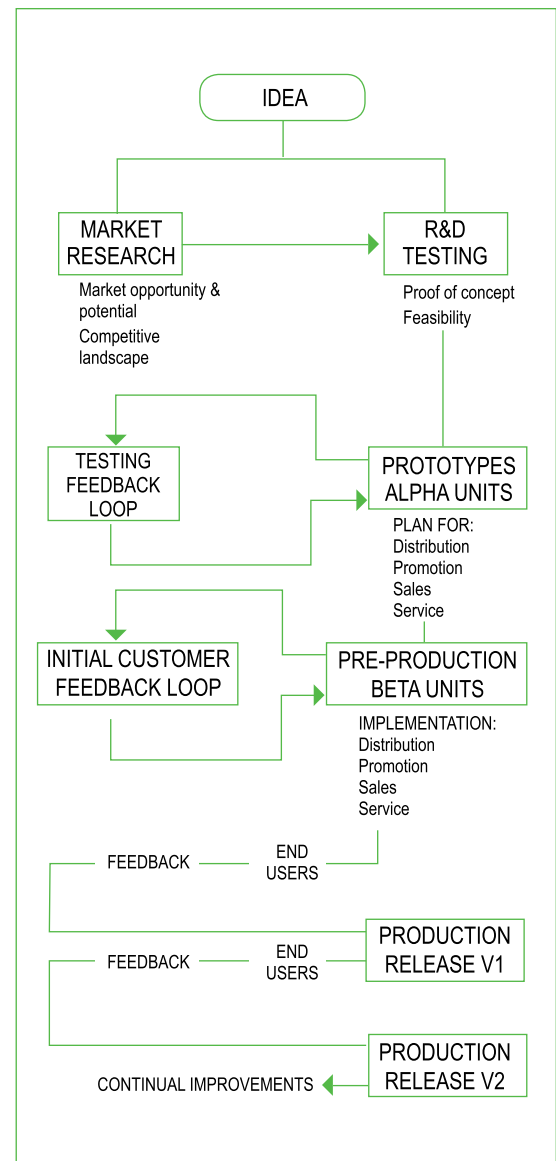 IDEA
MARKET
RESEARCH
R&D
TESTING
Market opportunity &
potential
Competitive
landscape
Proof of concept
Feasibility
TESTING
FEEDBACK
LOOP
PROTOTYPES
ALPHA UNITS
PLAN FOR:
Distribution
Promotion
Sales
Service
INITIAL CUSTOMER
FEEDBACK LOOP
PRE-PRODUCTION
BETA UNITS
IMPLEMENTATION:
Distribution
Promotion
Sales
Service
FEEDBACK
END
USERS
PRODUCTION
RELEASE V1
FEEDBACK
END
USERS
PRODUCTION
RELEASE V2
CONTINUAL IMPROVEMENTS